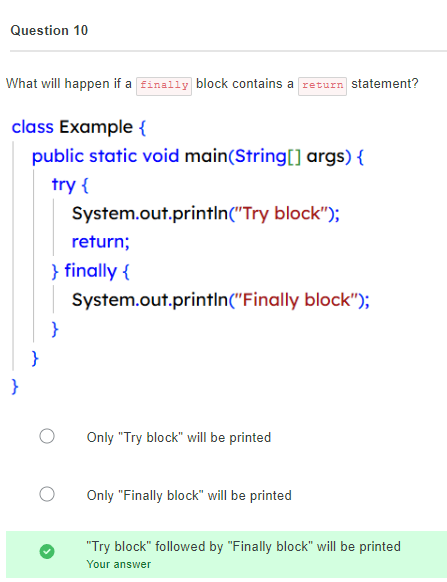 Question 10
What will happen if a finally block contains a return statement?
class Example {
public static void main(String[] args) {
try {
System.out.println("Try block");
return;
} finally {
System.out.println("Finally block");
}
}
}
Only "Try block" will be printed
Only "Finally block" will be printed
"Try block" followed by "Finally block" will be printed
Your answer